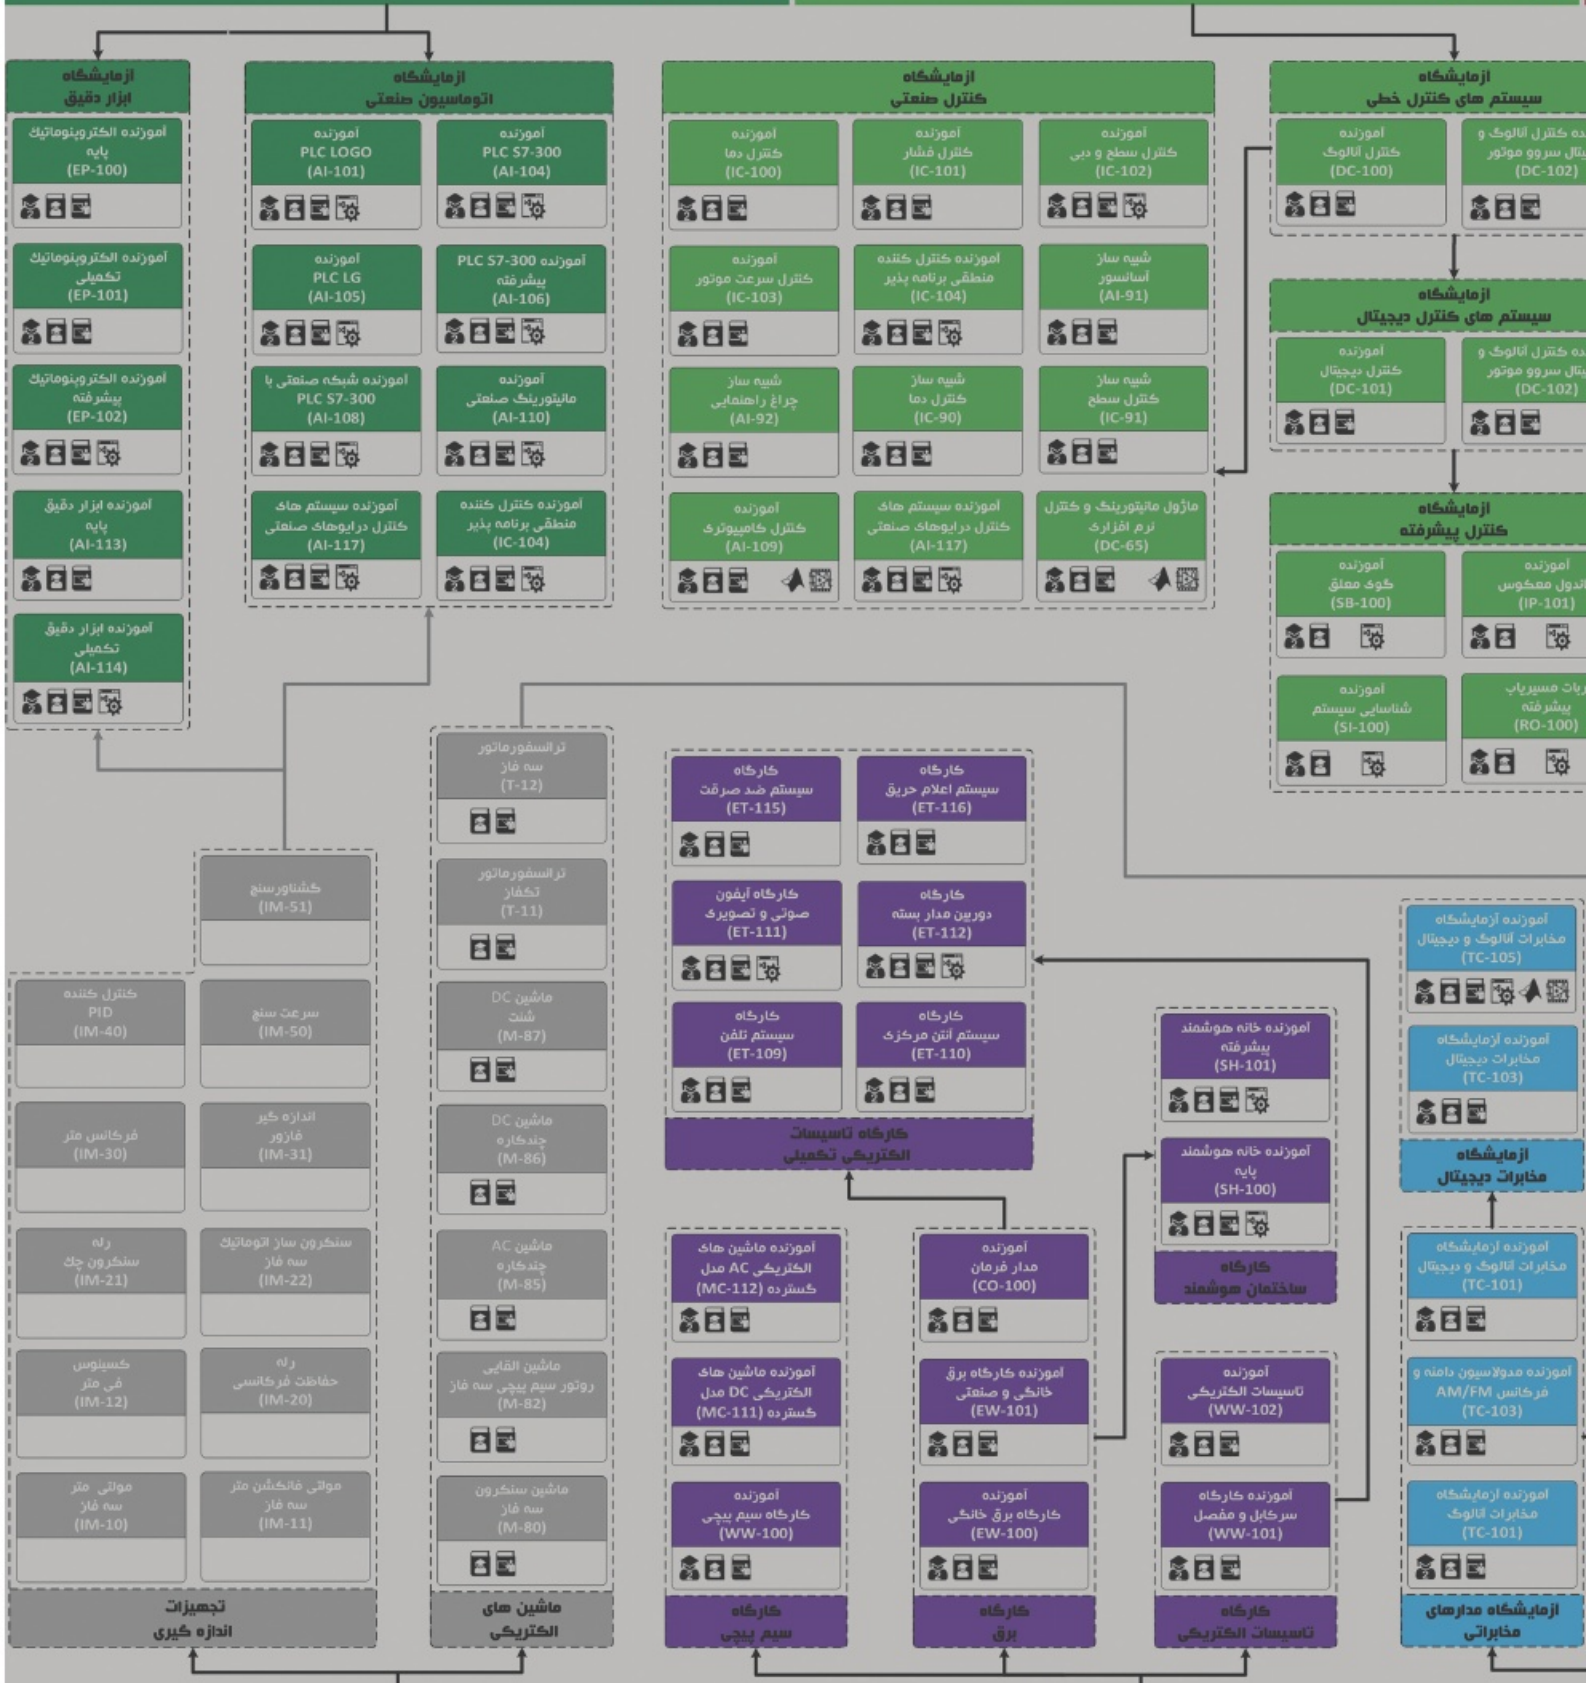 آزمایشگاه
ابزار دقیق
آموزنده الکتروپنوماتیک
پایه
(EP-100)
آموزنده الکتروپنوماتیک
تکمیلی
(EP-101)
آموزنده الکتروپنوماتیک
پیشرفته
(EP-102)
آموزنده ابزار دقیق
پایه
(AI-113)
آموزنده ابزار دقیق
تکمیلی
(AI-114)
آزمایشگاه
اتوماسیون صنعتی
آموزنده
PLC S7-300
(AI-104)
آموزنده
PLC LOGO
(AI-101)
آموزنده PLC S7-300
پیشرفته
(AI-106)
آموزنده
PLC LG
(AI-105)
آموزنده
مانیتورینگ صنعتی
(AI-110)
آموزنده شبکه صنعتی با
PLC S7-300
(AI-108)
آموزنده کنترل کننده
منطقی برنامه پذیر
(IC-104)
آموزنده سیستم های
کنترل درایوهای صنعتی
(AI-117)
آزمایشگاه
کنترل صنعتی
آموزنده
کنترل سطح و دبی
(IC-102)
آموزنده
کنترل فشار
(IC-101)
آموزنده
کنترل دما
(IC-100)
شبیه ساز
آسانسور
(AI-91)
آموزنده کنترل کننده
منطقی برنامه پذیر
(IC-104)
آموزنده
کنترل سرعت موتور
(IC-103)
شبیه ساز
کنترل سطح
(IC-91)
شبیه ساز
کنترل دما
(IC-90)
شبیه ساز
چراغ راهنمایی
(AI-92)
ماژول مانیتورینگ و کنترل
نرم افزاری
(DC-65)
آموزنده سیستم های
کنترل درایوهای صنعتی
(AI-117)
آموزنده
کنترل کامپیوتری
(AI-109)
آزمایشگاه
سیستم های کنترل خطی
کنترل آنالوگ و
سروو موتور
(DC-102)
آموزنده
کنترل آنالوگ
(DC-100)
آزمایشگاه
سیستم های کنترل دیجیتال
کنترل آنالوگ و
سروو موتور
(DC-102)
آموزنده
کنترل دیجیتال
(DC-101)
آزمایشگاه
کنترل پیشرفته
آموزنده
معکوس
(IP-101)
آموزنده
گوی معلق
(SB-100)
مسیریاب
پیشرفته
(RO-100)
آموزنده
شناسایی سیستم
(SI-100)
گشتاورسنج
(IM-51)
سرعت سنج
(IM-50)
کنترل کننده
PID
(IM-40)
اندازه گیر
فازور
(IM-31)
فرکانس متر
(IM-30)
سنکرون ساز اتوماتیک
سه فاز
(IM-22)
رله
سنکرون چک
(IM-21)
رله
حفاظت فرکانسی
(IM-20)
کسینوس
فی متر
(IM-12)
مولتی فانکشن متر
سه فاز
(IM-11)
مولتی متر
سه فاز
(IM-10)
تجهیزات
اندازه گیری
ترانسفورماتور
سه فاز
(T-12)
ترانسفورماتور
تکفاز
(T-11)
ماشین DC
شنت
(M-87)
ماشین DC
چندکاره
(M-86)
ماشین AC
چندکاره
(M-85)
ماشین القایی
روتور سیم پیچی سه فاز
(M-82)
ماشین سنکرون
سه فاز
(M-80)
ماشین های
الکتریکی
کارگاه
سیستم اعلام حریق
(ET-116)
کارگاه
سیستم ضد صرقت
(ET-115)
کارگاه
دوربین مدار بسته
(ET-112)
کارگاه آیفون
صوتی و تصویری
(ET-111)
کارگاه
سیستم آنتن مرکزی
(ET-110)
کارگاه
سیستم تلفن
(ET-109)
کارگاه تاسیسات
الکتریکی تکمیلی
آموزنده ماشین های
الکتریکی AC مدل
گسترده (MC-112)
آموزنده ماشین های
الکتریکی DC مدل
گسترده (MC-111)
آموزنده
کارگاه سیم پیچی
(WW-100)
کارگاه
سیم پیچی
آموزنده
مدار فرمان
(CO-100)
آموزنده کارگاه برق
خانگی و صنعتی
(EW-101)
آموزنده
کارگاه برق خانگی
(EW-100)
کارگاه
برق
آموزنده خانه هوشمند
پیشرفته
(SH-101)
آموزنده خانه هوشمند
پایه
(SH-100)
کارگاه
ساختمان هوشمند
آموزنده
تاسیسات الکتریکی
(WW-102)
آموزنده کارگاه
سرکابل و مفصل
(WW-101)
کارگاه
تاسیسات الکتریکی
آموزنده آزمایشگاه
مخابرات آنالوگ و دیجیتال
(TC-105)
آموزنده آزمایشگاه
مخابرات دیجیتال
(TC-103)
آزمایشگاه
مخابرات دیجیتال
آموزنده آزمایشگاه
مخابرات آنالوگ و دیجیتال
(TC-101)
آموزنده مدولاسیون دامنه و
فرکانس AM/FM
(TC-103)
آموزنده آزمایشگاه
مخابرات آنالوگ
(TC-101)
آزمایشگاه مدارهای
مخابراتی